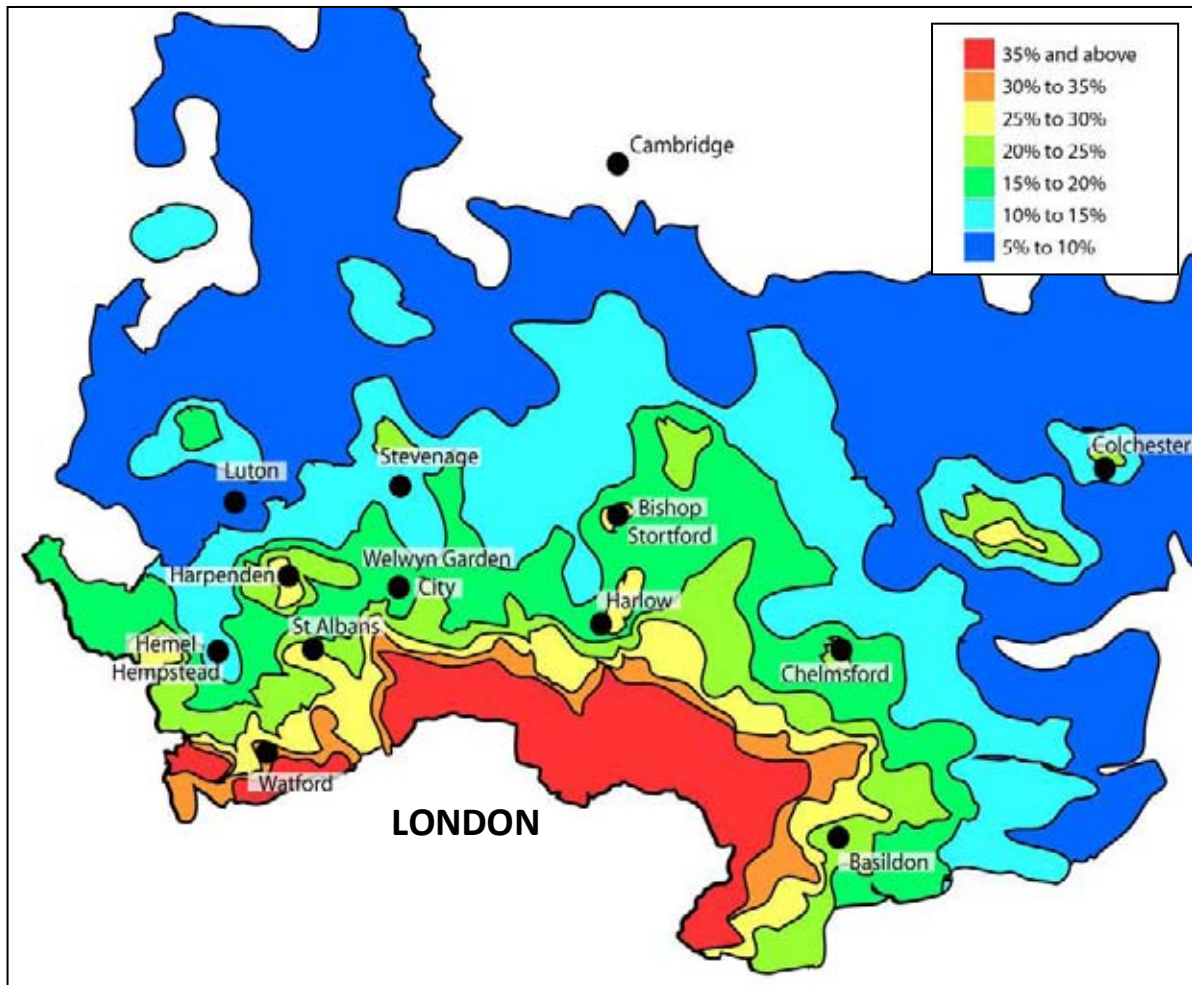 35% and above
30% to 35%
25% to 30%
20% to 25%
15% to 20%
10% to 15%
5% to 10%
Cambridge
Colchester
Luton
Stevenage
Bishop
Stortford
Welwyn Garden
City
Harpenden
Harlow
St Albans
Hemel
Hempstead
Chelmsford
Watford
LONDON
Basildon